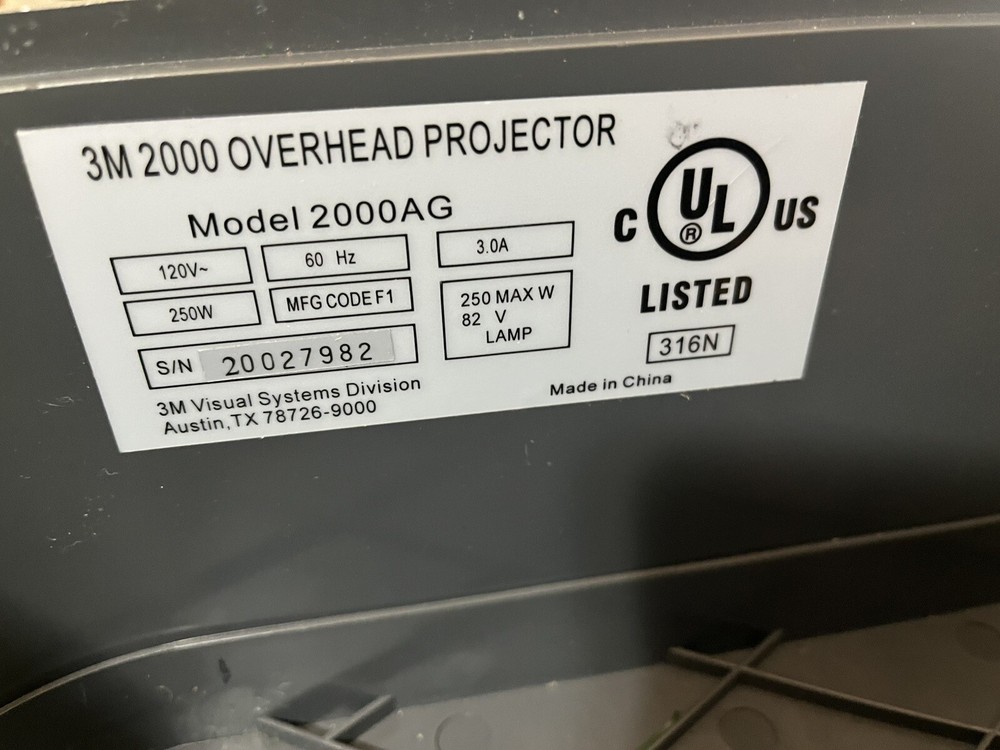 3M 2000 OVERHEAD PROJECTOR
Model 2000AG
120V~ 60 Hz 3.0A
250W MFG CODE F1
250 MAX W
82 V
LAMP
S/N 20027982
3M Visual Systems Division
Austin,TX 78726-9000
C UL ® US
LISTED
316N
Made in China